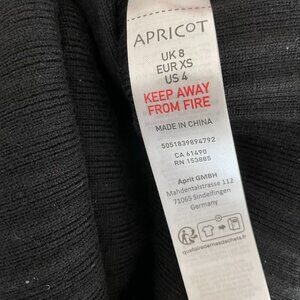 APRICOT
UK 8
EUR XS
US 4
KEEP AWAY
FROM FIRE
MADE IN CHINA
5051839894792
CA 61490
RN 153885
Aprit GMBH
Mahdentalstrasse 112
71065 Sindelfingen
Germany
quefairedemesdechets.fr